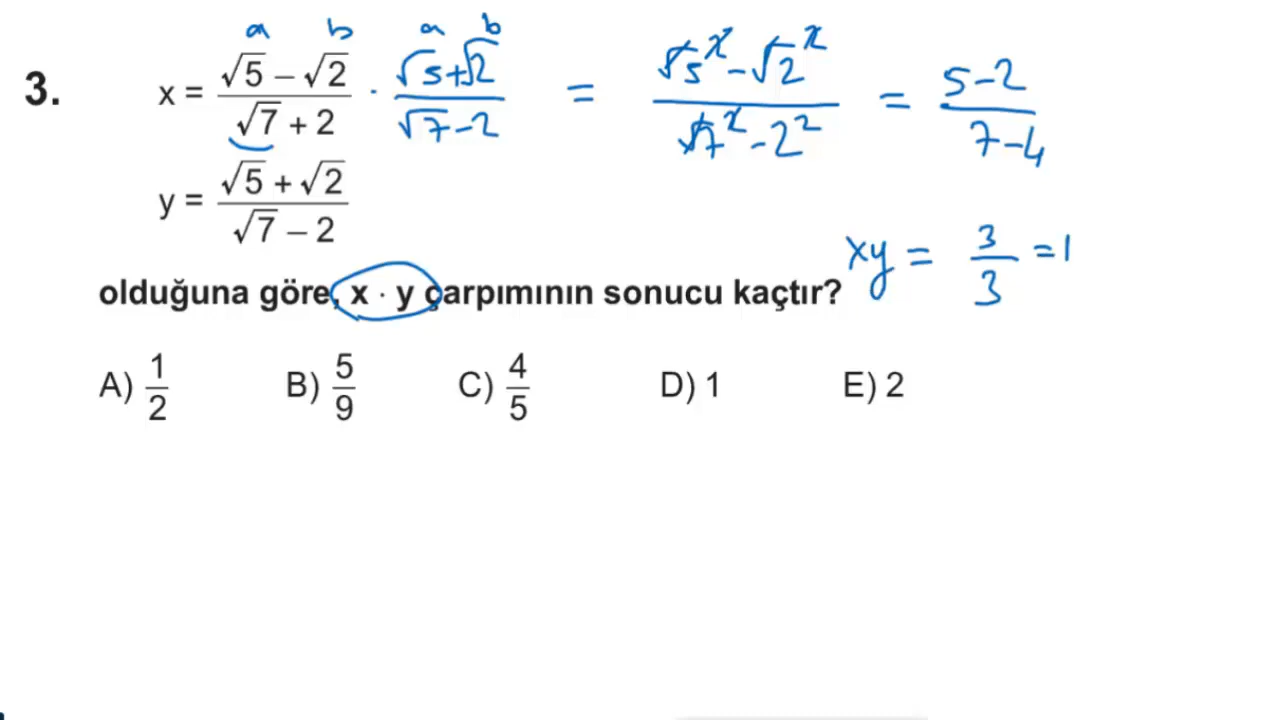 3.
a b a b
x = (√5 − √2)/(√7 + 2) · (√5+√2)/(√7−2) = (√5² − √2²)/(√7² − 2²) = (5−2)/(7−4)
y = (√5 + √2)/(√7 − 2)
xy = 3/3 = 1
olduğuna göre, x · y çarpımının sonucu kaçtır?
A) 1/2 B) 5/9 C) 4/5 D) 1 E) 2